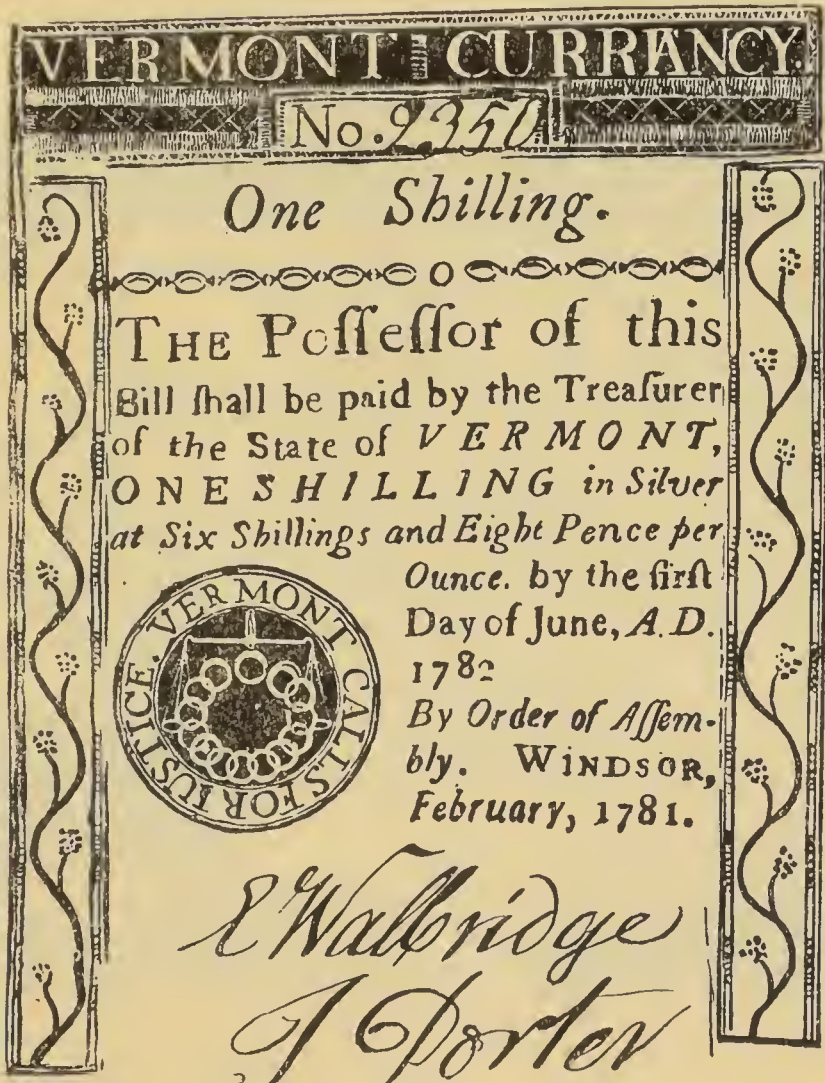 VERMONT CURRANCY.
No. 2350
One Shilling.
THE Poſſeſſor of this
Bill ſhall be paid by the Treaſurer
of the State of VERMONT,
ONE SHILLING in Silver
at Six Shillings and Eight Pence per
Ounce. by the firſt
Day of June, A.D.
1782
By Order of Aſſem-
bly. WINDSOR,
February, 1781.
VERMONT CALLS FOR JUSTICE.
E Walbridge
J Porter